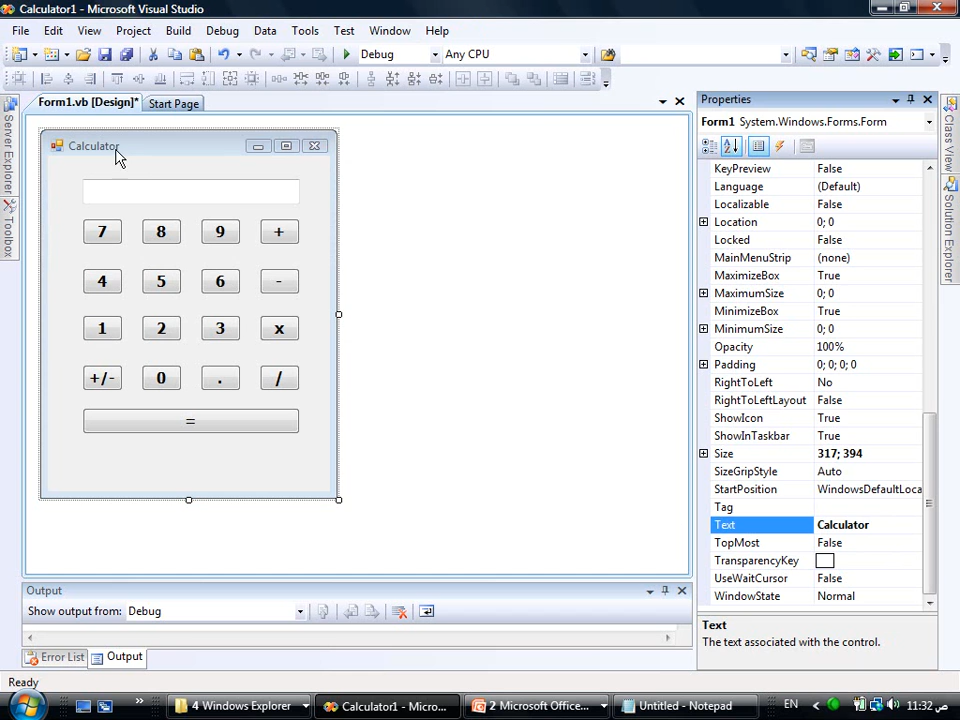 Calculator1 - Microsoft Visual Studio
File Edit View Project Build Debug Data Tools Test Window Help
Debug Any CPU
Form1.vb [Design]* Start Page
Server Explorer
Toolbox
Calculator
7 8 9 +
4 5 6 -
1 2 3 x
+/- 0 . /
=
Properties
Form1 System.Windows.Forms.Form
KeyPreview False
Language (Default)
Localizable False
Location 0; 0
Locked False
MainMenuStrip (none)
MaximizeBox True
MaximumSize 0; 0
MinimizeBox True
MinimumSize 0; 0
Opacity 100%
Padding 0; 0; 0; 0
RightToLeft No
RightToLeftLayout False
ShowIcon True
ShowInTaskbar True
Size 317; 394
SizeGripStyle Auto
StartPosition WindowsDefaultLoca
Tag
Text Calculator
TopMost False
TransparencyKey
UseWaitCursor False
WindowState Normal
Text
The text associated with the control.
Class View
Solution Explorer
Output
Show output from: Debug
Error List Output
Ready
4 Windows Explorer Calculator1 - Micro... 2 Microsoft Office... Untitled - Notepad EN 11:32 ص